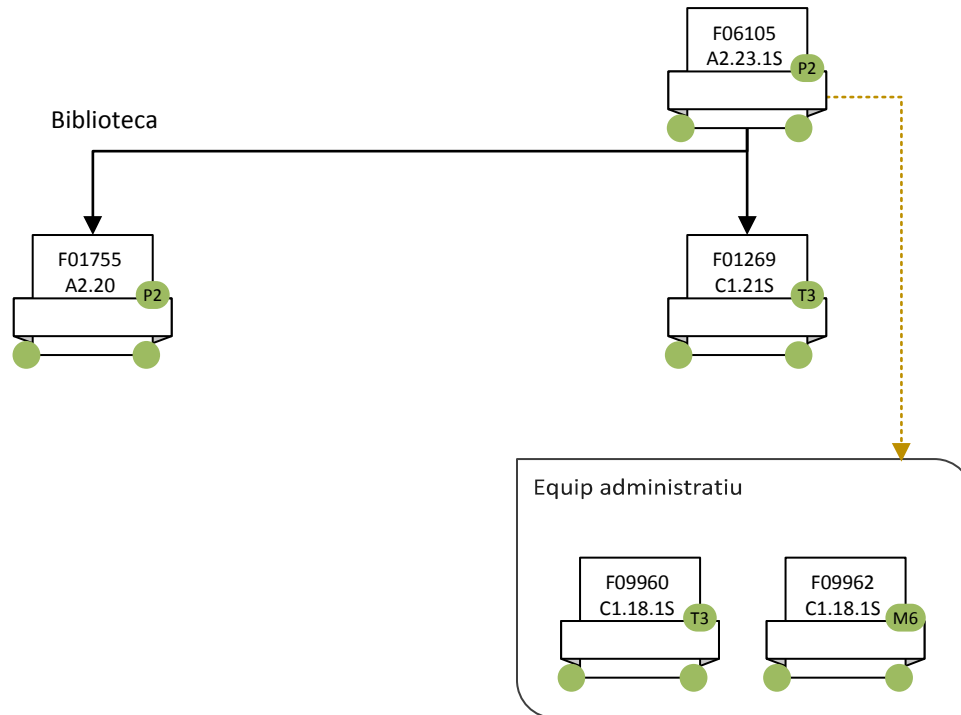 F06105
A2.23.1S
P2
Biblioteca
F01755
A2.20
P2
F01269
C1.21S
T3
Equip administratiu
F09960
C1.18.1S
T3
F09962
C1.18.1S
M6